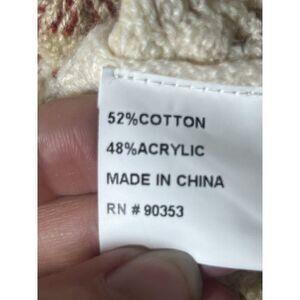 52%COTTON
48%ACRYLIC
MADE IN CHINA
RN # 90353